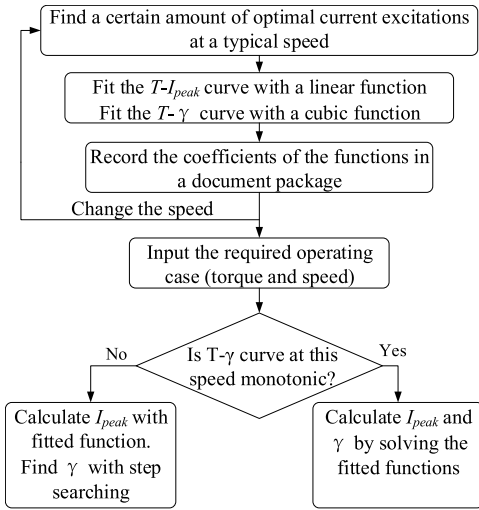 Find a certain amount of optimal current excitations
at a typical speed
Fit the T-Ipeak curve with a linear function
Fit the T- γ curve with a cubic function
Record the coefficients of the functions in
a document package
Change the speed
Input the required operating
case (torque and speed)
Is T-γ curve at this
speed monotonic?
No
Yes
Calculate Ipeak with
fitted function.
Find γ with step
searching
Calculate Ipeak and
γ by solving the
fitted functions